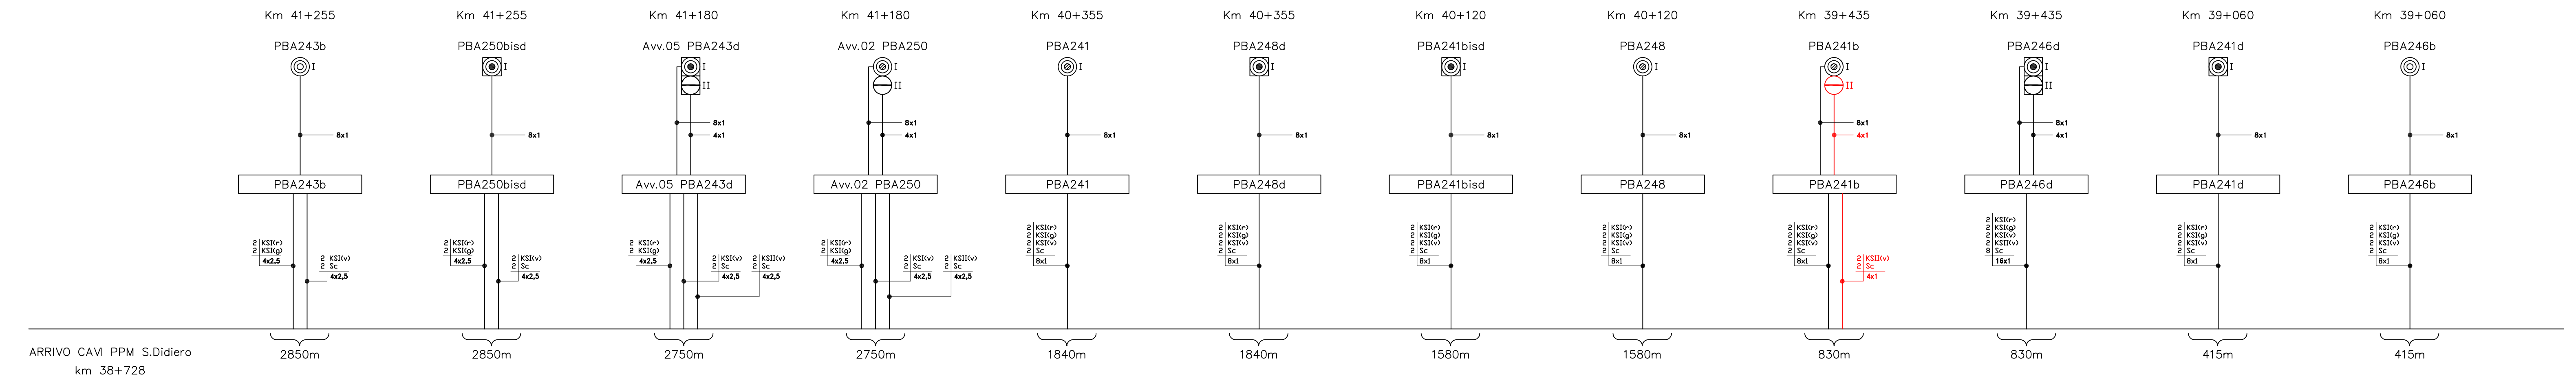 Km 41+255
PBA243b
I
8x1
PBA243b
2 KSI(r)
2 KSI(g)
4x2,5
2 KSI(v)
2 Sc
4x2,5
2850m
Km 41+255
PBA250bisd
I
8x1
PBA250bisd
2 KSI(r)
2 KSI(g)
4x2,5
2 KSI(v)
2 Sc
4x2,5
2850m
Km 41+180
Avv.05 PBA243d
I
II
8x1
4x1
Avv.05 PBA243d
2 KSI(r)
2 KSI(g)
4x2,5
2 KSI(v)
2 Sc
4x2,5
2 KSII(v)
2 Sc
4x2,5
2750m
Km 41+180
Avv.02 PBA250
I
II
8x1
4x1
Avv.02 PBA250
2 KSI(r)
2 KSI(g)
4x2,5
2 KSI(v)
2 Sc
4x2,5
2 KSII(v)
2 Sc
4x2,5
2750m
Km 40+355
PBA241
I
8x1
PBA241
2 KSI(r)
2 KSI(g)
2 KSI(v)
2 Sc
8x1
1840m
Km 40+355
PBA248d
I
8x1
PBA248d
2 KSI(r)
2 KSI(g)
2 KSI(v)
2 Sc
8x1
1840m
Km 40+120
PBA241bisd
I
8x1
PBA241bisd
2 KSI(r)
2 KSI(g)
2 KSI(v)
2 Sc
8x1
1580m
Km 40+120
PBA248
I
8x1
PBA248
2 KSI(r)
2 KSI(g)
2 KSI(v)
2 Sc
8x1
1580m
Km 39+435
PBA241b
I
II
8x1
4x1
PBA241b
2 KSI(r)
2 KSI(g)
2 KSI(v)
2 Sc
8x1
2 KSII(v)
2 Sc
4x1
830m
Km 39+435
PBA246d
I
II
8x1
4x1
PBA246d
2 KSI(r)
2 KSI(g)
2 KSI(v)
2 KSII(v)
8 Sc
16x1
830m
Km 39+060
PBA241d
I
8x1
PBA241d
2 KSI(r)
2 KSI(g)
2 KSI(v)
2 Sc
8x1
415m
Km 39+060
PBA246b
I
8x1
PBA246b
2 KSI(r)
2 KSI(g)
2 KSI(v)
2 Sc
8x1
415m
ARRIVO CAVI PPM S.Didiero
km 38+728